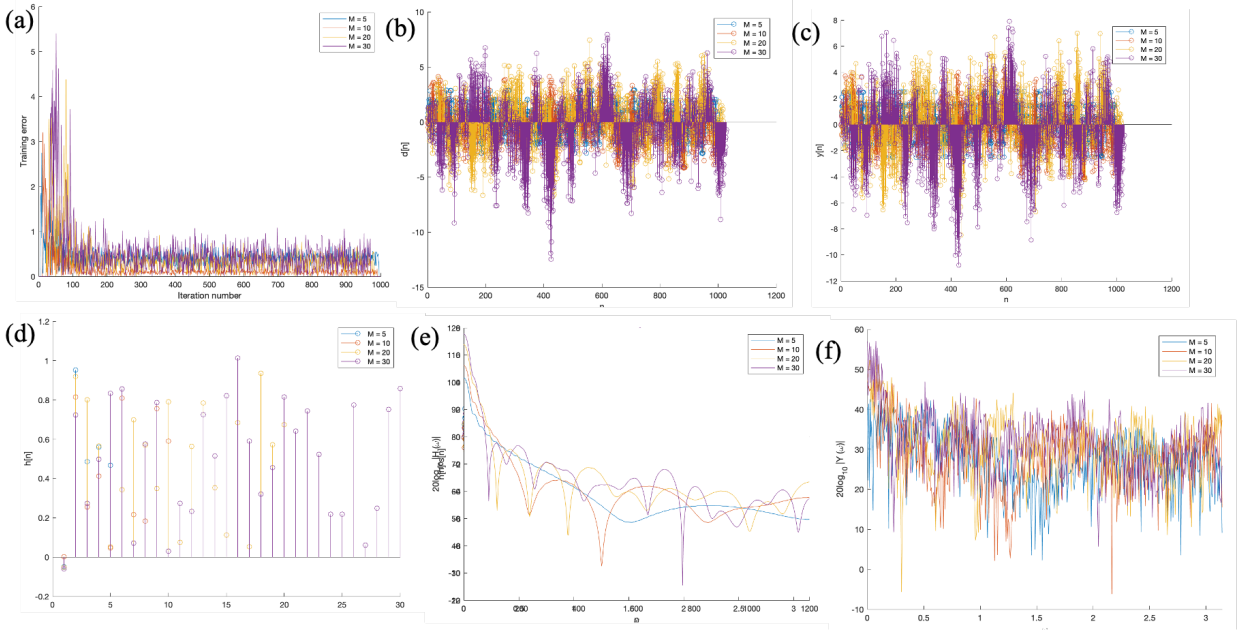 (a)
Training error
6
5
4
3
2
1
0
0 100 200 300 400 500 600 700 800 900 1000
Iteration number
M = 5
M = 10
M = 20
M = 30
(b)
d[n]
10
5
0
-5
-10
-15
0 200 400 600 800 1000 1200
n
M = 5
M = 10
M = 20
M = 30
(c)
y[n]
8
6
4
2
0
-2
-4
-6
-8
-10
-12
0 200 400 600 800 1000 1200
n
M = 5
M = 10
M = 20
M = 30
(d)
h[n]
1.2
1
0.8
0.6
0.4
0.2
0
-0.2
0 5 10 15 20 25 30
M = 5
M = 10
M = 20
M = 30
(e)
110
70
0
2
3 1200
M = 5
M = 10
M = 20
M = 30
(f)
20log10 |Y (ω)|
60
50
40
30
20
10
0
-10
0 0.5 1 1.5 2 2.5 3
M = 5
M = 10
M = 20
M = 30